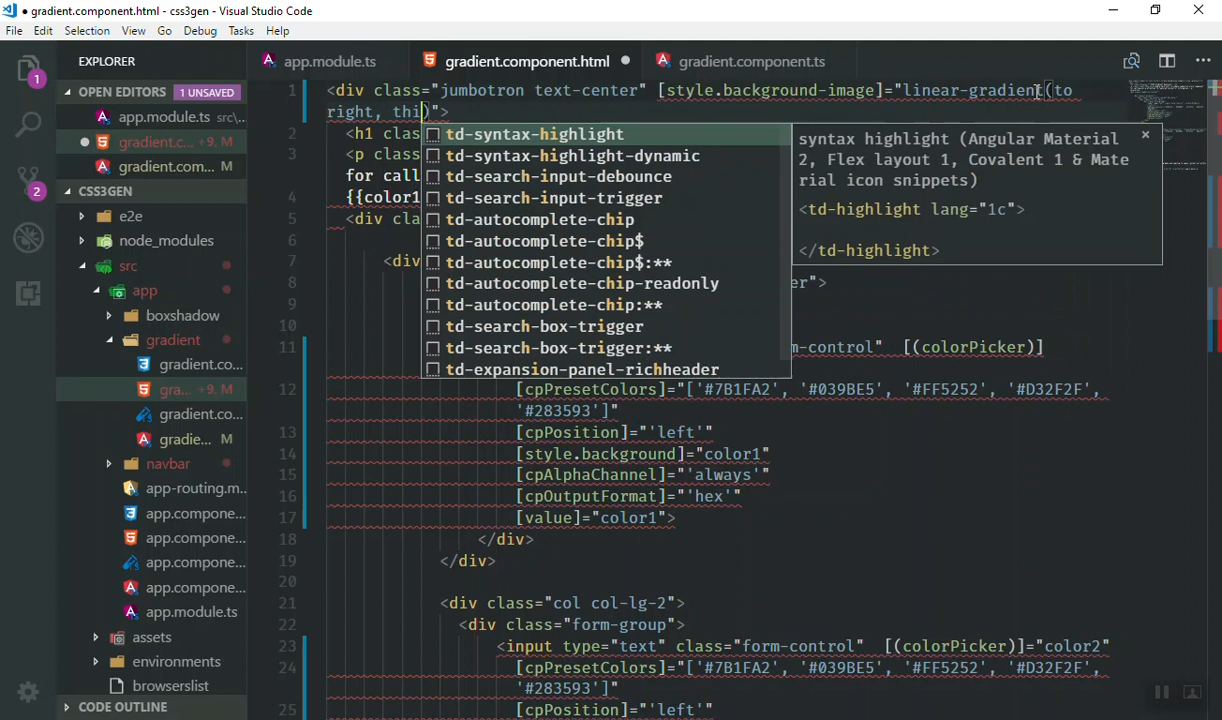 ● gradient.component.html - css3gen - Visual Studio Code
File Edit Selection View Go Debug Tasks Help
EXPLORER
app.module.ts
gradient.component.html
gradient.component.ts
1
2
OPEN EDITORS 1 UNSAVED
app.module.ts src\...
gradient.c... +9, M
gradient.com... M
CSS3GEN
e2e
node_modules
src
app
boxshadow
gradient
gradient.co...
gra... +9, M
gradient.co...
gradie... M
navbar
app-routing.m...
app.compone...
app.compone...
app.compone...
app.compone...
app.module.ts
assets
environments
browserslist
CODE OUTLINE
1 <div class="jumbotron text-center" [style.background-image]="linear-gradient(to
right, thi)">
2 <h1 clas
3 <p class
for call
4 {{color1
5 <div cla
6
7 <div
8 er">
9
10
11 m-control" [(colorPicker)]
12 [cpPresetColors]="['#7B1FA2', '#039BE5', '#FF5252', '#D32F2F',
'#283593']"
13 [cpPosition]="'left'"
14 [style.background]="color1"
15 [cpAlphaChannel]="'always'"
16 [cpOutputFormat]="'hex'"
17 [value]="color1">
18 </div>
19 </div>
20
21 <div class="col col-lg-2">
22 <div class="form-group">
23 <input type="text" class="form-control" [(colorPicker)]="color2"
24 [cpPresetColors]="['#7B1FA2', '#039BE5', '#FF5252', '#D32F2F',
'#283593']"
25 [cpPosition]="'left'"
td-syntax-highlight
td-syntax-highlight-dynamic
td-search-input-debounce
td-search-input-trigger
td-autocomplete-chip
td-autocomplete-chip$
td-autocomplete-chip$:**
td-autocomplete-chip-readonly
td-autocomplete-chip:**
td-search-box-trigger
td-search-box-trigger:**
td-expansion-panel-richheader
syntax highlight (Angular Material
2, Flex layout 1, Covalent 1 & Mate
rial icon snippets)
<td-highlight lang="1c">
</td-highlight>